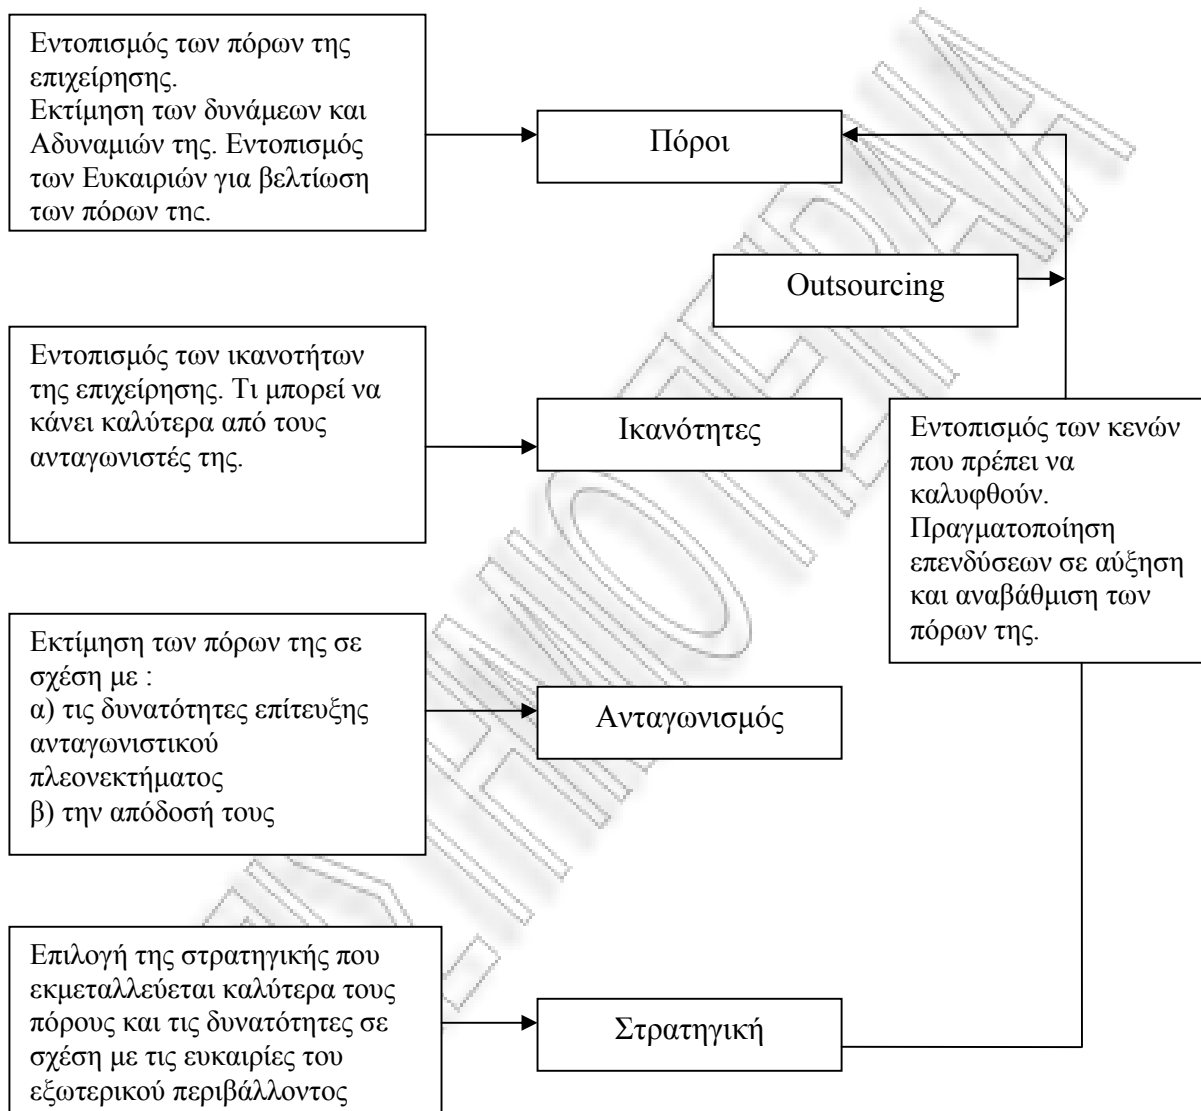 Εντοπισμός των πόρων της
επιχείρησης.
Εκτίμηση των δυνάμεων και
Αδυναμιών της. Εντοπισμός
των Ευκαιριών για βελτίωση
των πόρων της.
Πόροι
Outsourcing
Εντοπισμός των ικανοτήτων
της επιχείρησης. Τι μπορεί να
κάνει καλύτερα από τους
ανταγωνιστές της.
Ικανότητες
Εντοπισμός των κενών
που πρέπει να
καλυφθούν.
Πραγματοποίηση
επενδύσεων σε αύξηση
και αναβάθμιση των
πόρων της.
Εκτίμηση των πόρων της σε
σχέση με :
α) τις δυνατότητες επίτευξης
ανταγωνιστικού
πλεονεκτήματος
β) την απόδοσή τους
Ανταγωνισμός
Επιλογή της στρατηγικής που
εκμεταλλεύεται καλύτερα τους
πόρους και τις δυνατότητες σε
σχέση με τις ευκαιρίες του
εξωτερικού περιβάλλοντος
Στρατηγική